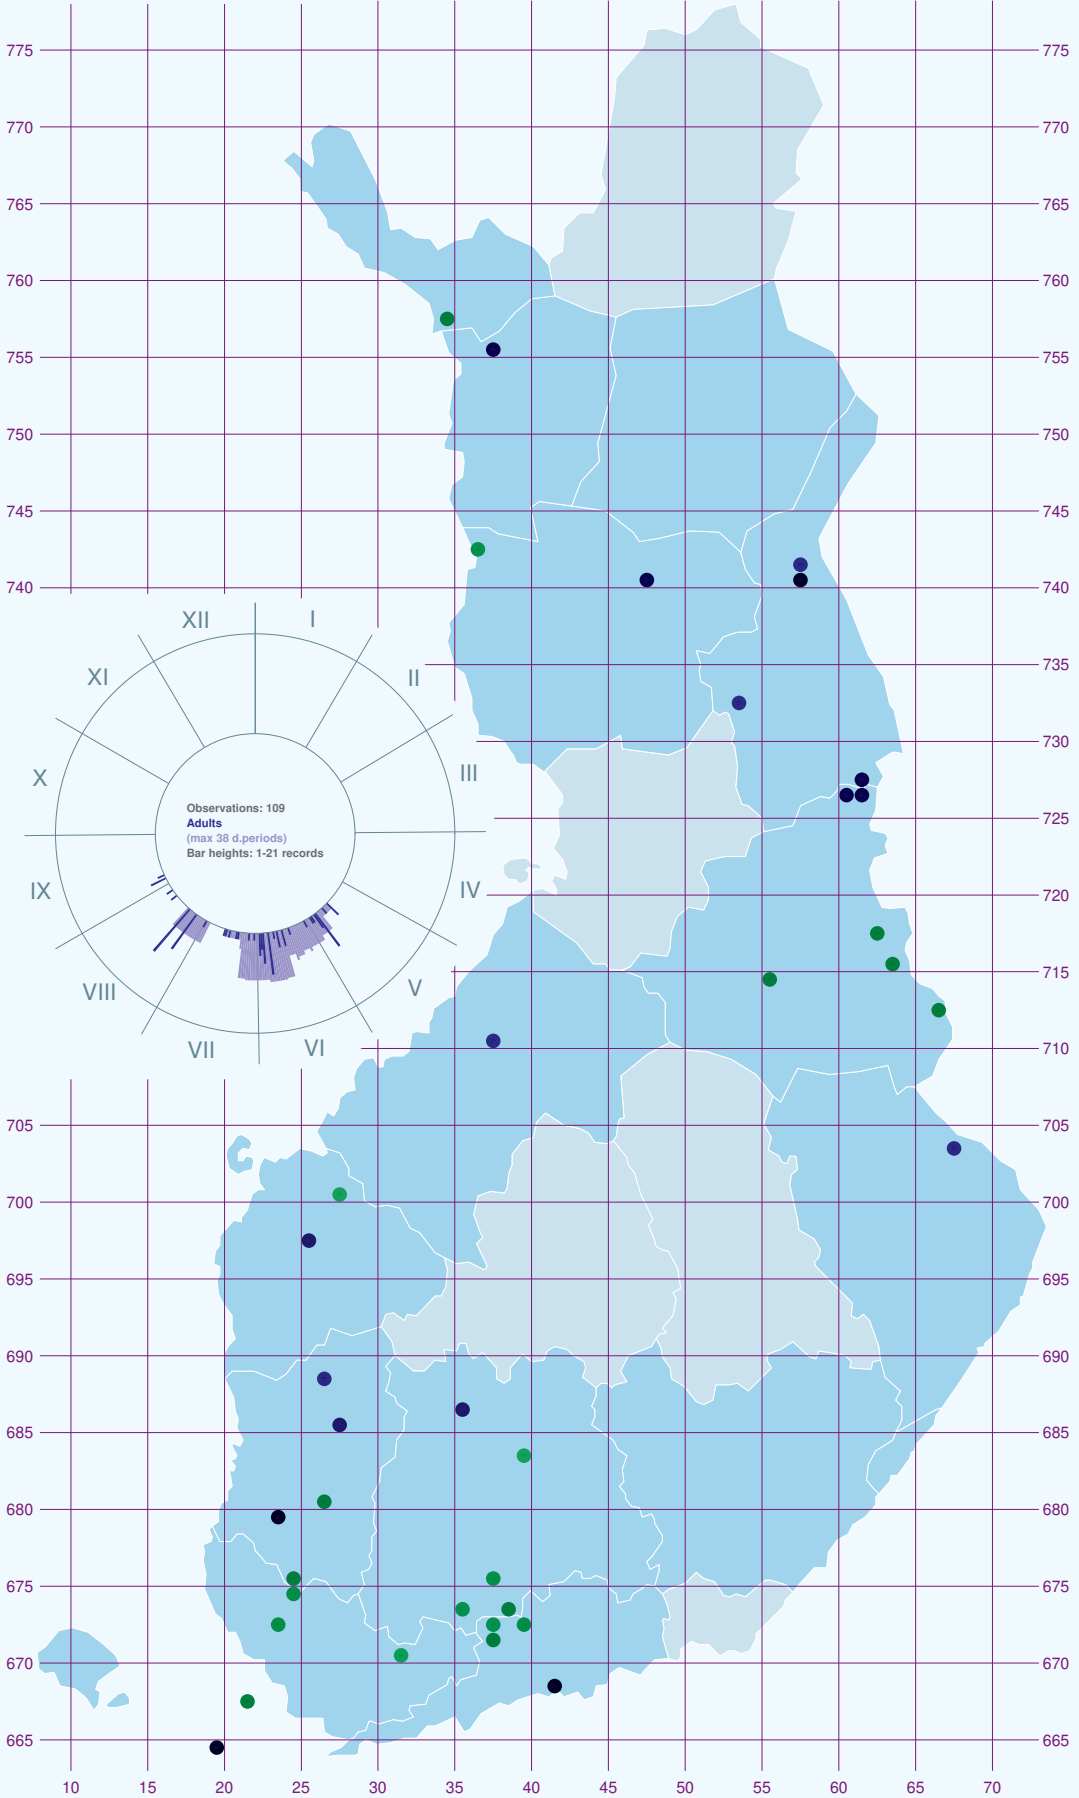 775 775
770 770
765 765
760 760
755 755
750 750
745 745
740 740
XII I
XI II
735
730
X III
Observations: 109
Adults
(max 38 d.periods)
Bar heights: 1-21 records
725
IX IV
720
VIII V
715
VII VI
710
705 705
700 700
695 695
690 690
685 685
680 680
675 675
670 670
665 665
10 15 20 25 30 35 40 45 50 55 60 65 70